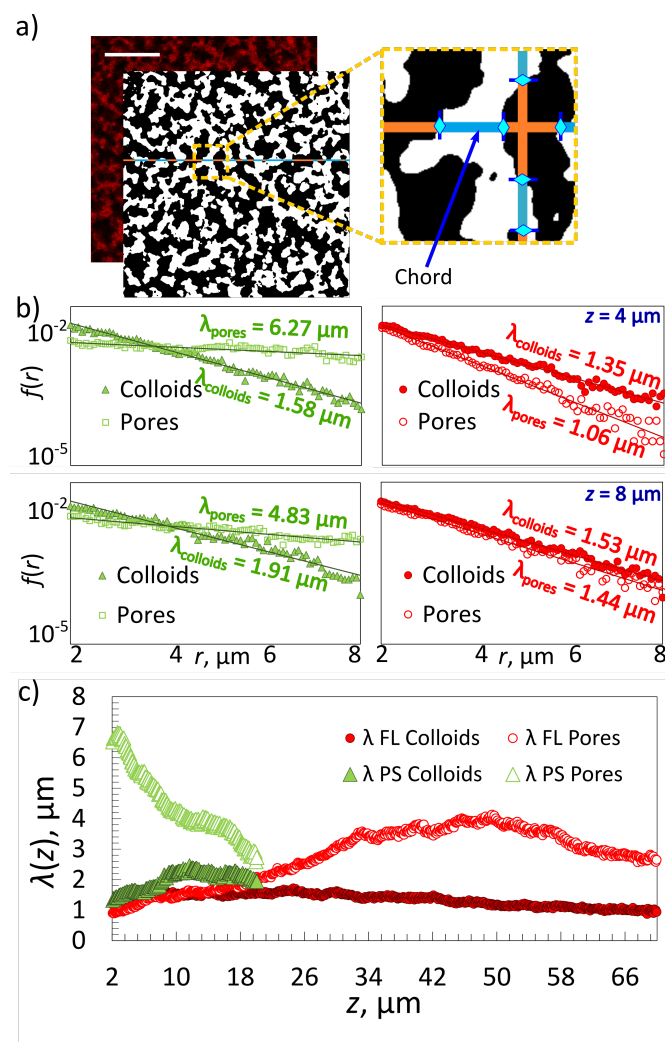 a)
Chord
b)
f(r)
10-2
10-5
λpores = 6.27 µm
λcolloids = 1.58 µm
Colloids
Pores
z = 4 µm
λcolloids = 1.35 µm
λpores = 1.06 µm
Colloids
Pores
f(r)
10-2
10-5
λpores = 4.83 µm
λcolloids = 1.91 µm
Colloids
Pores
2 4 6 8
r, µm
z = 8 µm
λcolloids = 1.53 µm
λpores = 1.44 µm
Colloids
Pores
2 4 6 8
r, µm
c)
λ(z), µm
8
7
6
5
4
3
2
1
0
λ FL Colloids
λ FL Pores
λ PS Colloids
λ PS Pores
2 10 18 26 34 42 50 58 66
z, µm